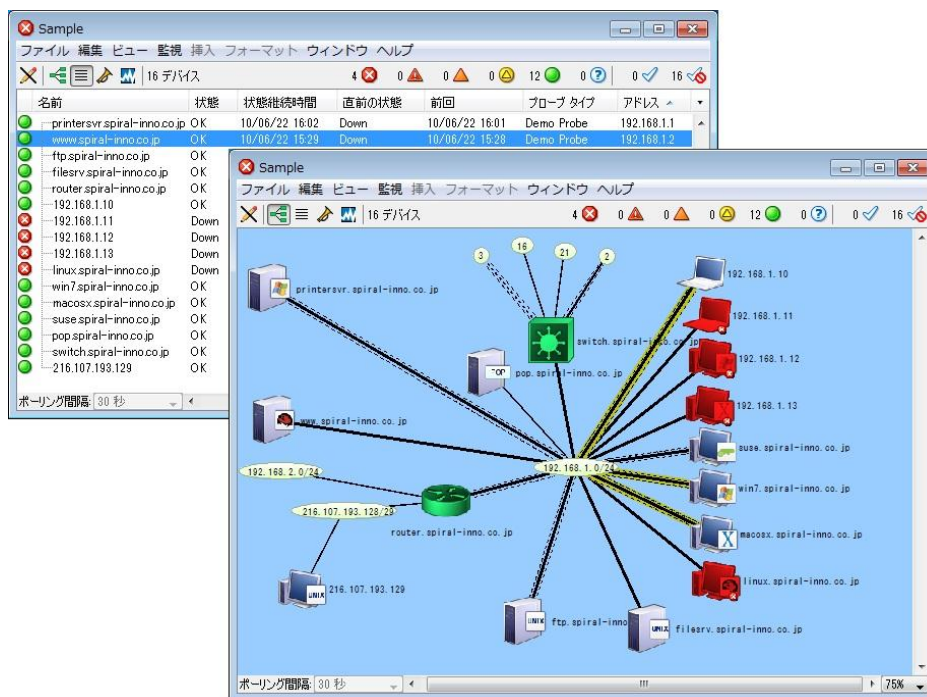 Sample
ファイル 編集 ビュー 監視 挿入 フォーマット ウィンドウ ヘルプ
16 デバイス 4 0 0 0 12 0 0 16
名前 状態 状態継続時間 直前の状態 前回 プローブ タイプ アドレス
printersvr.spiral-inno.co.jp OK 10/06/22 16:02 Down 10/06/22 16:01 Demo Probe 192.168.1.1
www.spiral-inno.co.jp OK 10/06/22 15:29 Down 10/06/22 15:28 Demo Probe 192.168.1.2
ftp.spiral-inno.co.jp OK
filesrv.spiral-inno.co.jp OK
router.spiral-inno.co.jp OK
192.168.1.10 OK
192.168.1.11 Down
192.168.1.12 Down
192.168.1.13 Down
linux.spiral-inno.co.jp Down
win7.spiral-inno.co.jp OK
macosx.spiral-inno.co.jp OK
suse.spiral-inno.co.jp OK
pop.spiral-inno.co.jp OK
switch.spiral-inno.co.jp OK
216.107.193.129 OK
ポーリング間隔: 30 秒
Sample
ファイル 編集 ビュー 監視 挿入 フォーマット ウィンドウ ヘルプ
16 デバイス 4 0 0 0 12 0 0 16
3 16 21 2
192.168.1.10
printersvr.spiral-inno.co.jp
192.168.1.11
switch.spiral-inno.co.jp
192.168.1.12
POP
pop.spiral-inno.co.jp
192.168.1.13
www.spiral-inno.co.jp
suse.spiral-inno.co.jp
192.168.1.0/24
192.168.2.0/24
win7.spiral-inno.co.jp
216.107.193.128/29
router.spiral-inno.co.jp
X
macosx.spiral-inno.co.jp
linux.spiral-inno.co.jp
UNIX
216.107.193.129
UNIX
ftp.spiral-inno
UNIX
filesrv.spiral-inno.co.jp
ポーリング間隔: 30 秒
75%